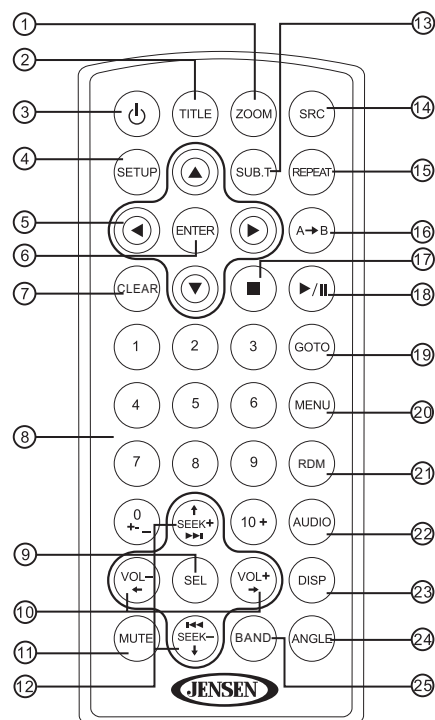 1
13
2
3
TITLE
ZOOM
SRC
14
4
SETUP
SUB.T
REPEAT
15
5
ENTER
A→B
16
6
17
7
CLEAR
▶/II
18
1
2
3
GOTO
19
4
5
6
MENU
20
8
7
8
9
RDM
21
0
+-_
SEEK+
10+
AUDIO
22
9
VOL-
SEL
VOL+
DISP
23
10
11
MUTE
SEEK-
BAND
ANGLE
24
12
25
JENSEN